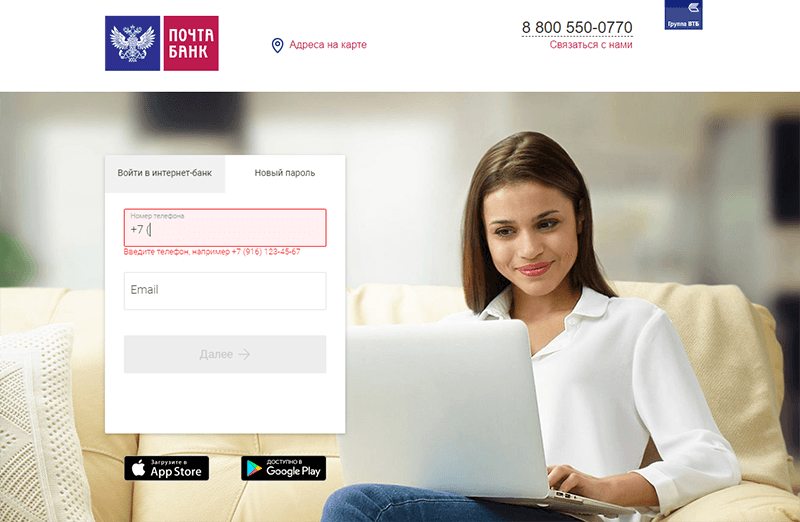 ПОЧТА
БАНК
Адреса на карте
8 800 550-0770
Связаться с нами
Группа ВТБ
Войти в интернет-банк
Новый пароль
Номер телефона
+7 (
Введите телефон, например +7 (916) 123-45-67
Email
Далее →
Загрузите в
App Store
ДОСТУПНО В
Google Play